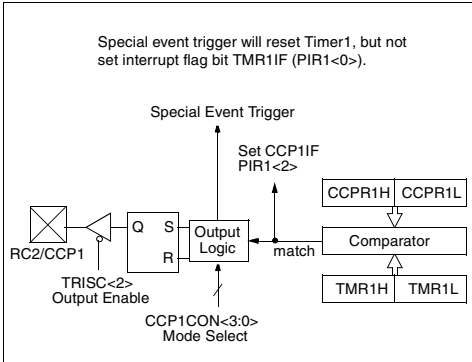 Special event trigger will reset Timer1, but not
set interrupt flag bit TMR1IF (PIR1<0>).
Special Event Trigger
Set CCP1IF
PIR1<2>
CCPR1H CCPR1L
Q S Output
Logic
R
match
Comparator
RC2/CCP1
TRISC<2>
Output Enable
TMR1H TMR1L
CCP1CON<3:0>
Mode Select